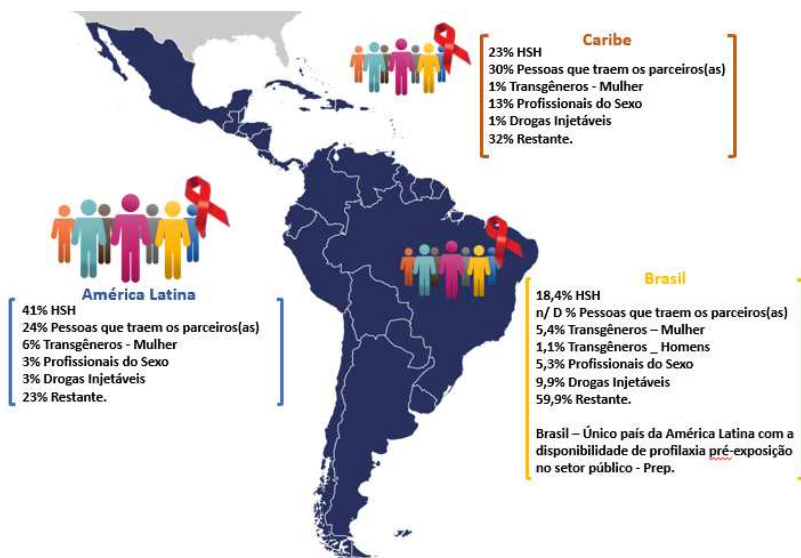 Caribe
23% HSH
30% Pessoas que traem os parceiros(as)
1% Transgêneros - Mulher
13% Profissionais do Sexo
1% Drogas Injetáveis
32% Restante.
América Latina
41% HSH
24% Pessoas que traem os parceiros(as)
6% Transgêneros - Mulher
3% Profissionais do Sexo
3% Drogas Injetáveis
23% Restante.
Brasil
18,4% HSH
n/ D % Pessoas que traem os parceiros(as)
5,4% Transgêneros – Mulher
1,1% Transgêneros _ Homens
5,3% Profissionais do Sexo
9,9% Drogas Injetáveis
59,9% Restante.
Brasil – Único país da América Latina com a
disponibilidade de profilaxia pré-exposição
no setor público - Prep.